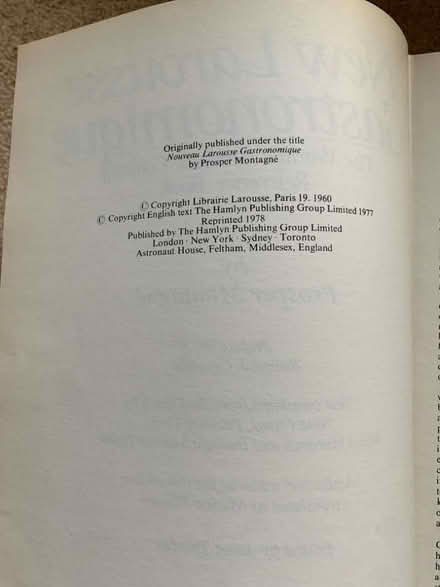 Originally published under the title
Nouveau Larousse Gastronomique
by Prosper Montagné
© Copyright Librairie Larousse, Paris 19. 1960
© Copyright English text The Hamlyn Publishing Group Limited 1977
Reprinted 1978
Published by The Hamlyn Publishing Group Limited
London · New York · Sydney · Toronto
Astronaut House, Feltham, Middlesex, England